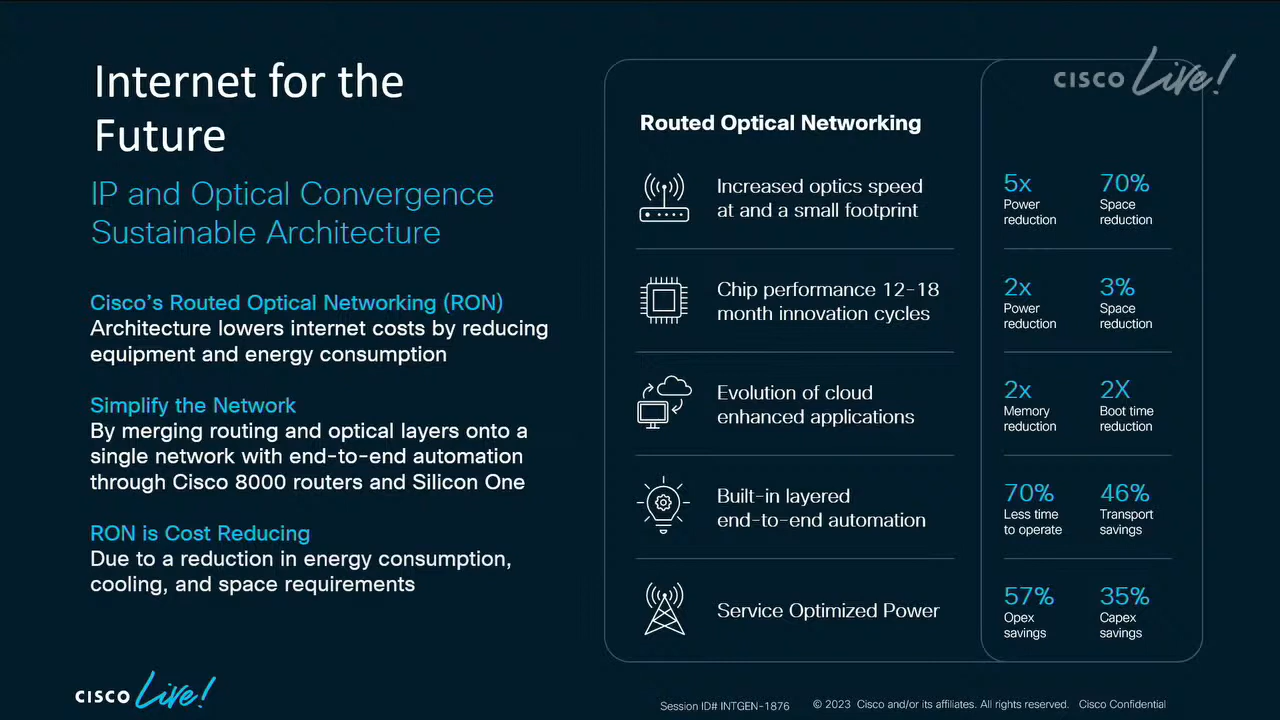 Internet for the
Future
IP and Optical Convergence
Sustainable Architecture
Cisco's Routed Optical Networking (RON)
Architecture lowers internet costs by reducing
equipment and energy consumption
Simplify the Network
By merging routing and optical layers onto a
single network with end-to-end automation
through Cisco 8000 routers and Silicon One
RON is Cost Reducing
Due to a reduction in energy consumption,
cooling, and space requirements
CISCO Live!
Routed Optical Networking
Increased optics speed
at and a small footprint
5x
Power
reduction
70%
Space
reduction
Chip performance 12-18
month innovation cycles
2x
Power
reduction
3%
Space
reduction
Evolution of cloud
enhanced applications
2x
Memory
reduction
2X
Boot time
reduction
Built-in layered
end-to-end automation
70%
Less time
to operate
46%
Transport
savings
Service Optimized Power
57%
Opex
savings
35%
Capex
savings
CISCO Live!
Session ID# INTGEN-1876
© 2023 Cisco and/or its affiliates. All rights reserved. Cisco Confidential